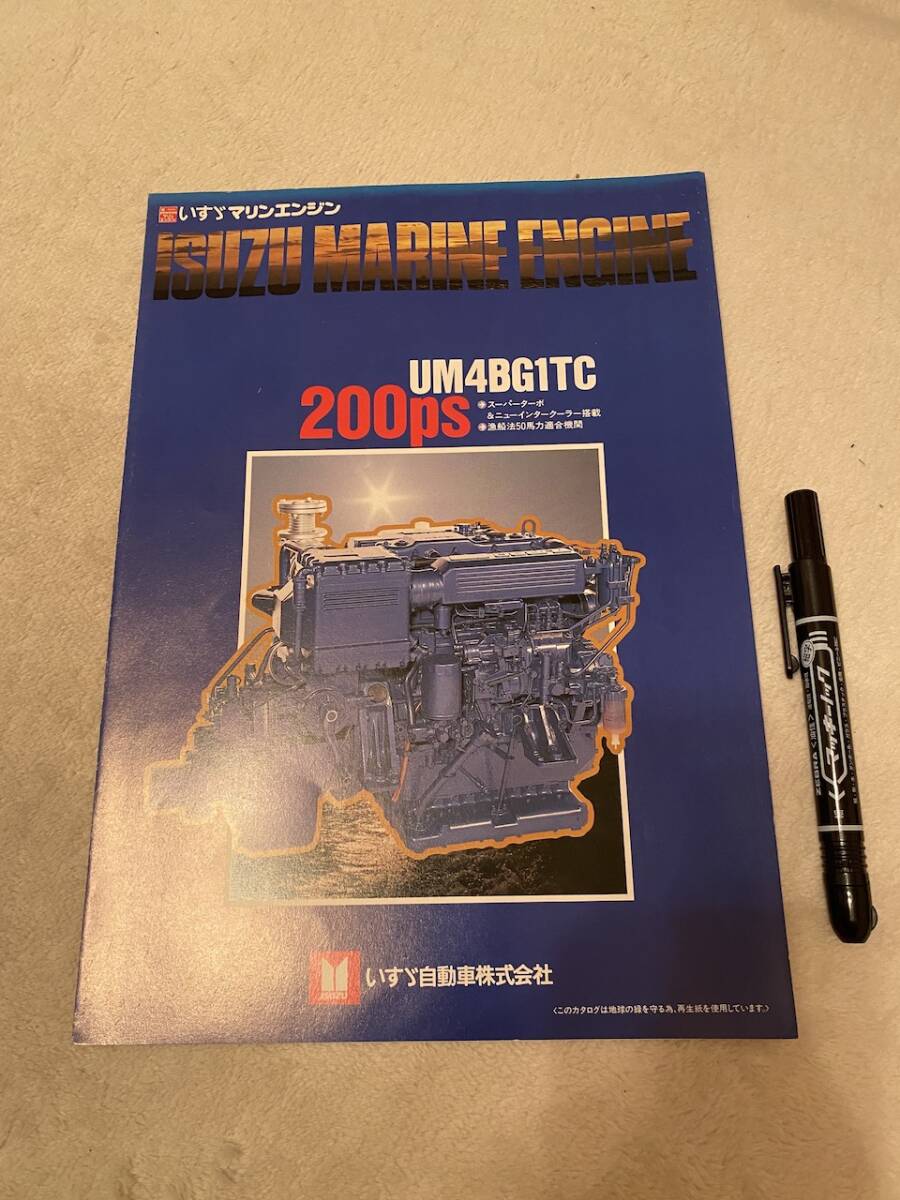 いすゞマリンエンジン
ISUZU MARINE ENGINE
UM4BG1TC
200ps
スーパーターボ
&ニューインタークーラー搭載
漁船法50馬力適合機関
ISUZU
いすゞ自動車株式会社
〈このカタログは地球の緑を守る為、再生紙を使用しています。〉
マッキー